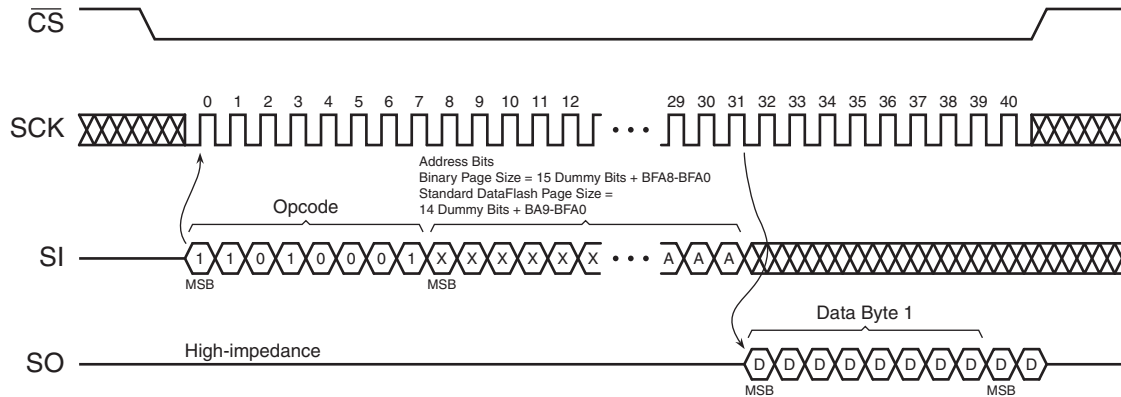 CS
0 1 2 3 4 5 6 7 8 9 10 11 12 29 30 31 32 33 34 35 36 37 38 39 40
SCK
Address Bits
Binary Page Size = 15 Dummy Bits + BFA8-BFA0
Standard DataFlash Page Size =
14 Dummy Bits + BA9-BFA0
Opcode
SI 1 1 0 1 0 0 0 1 X X X X X X A A A
MSB MSB
Data Byte 1
High-impedance
SO D D D D D D D D D D
MSB MSB